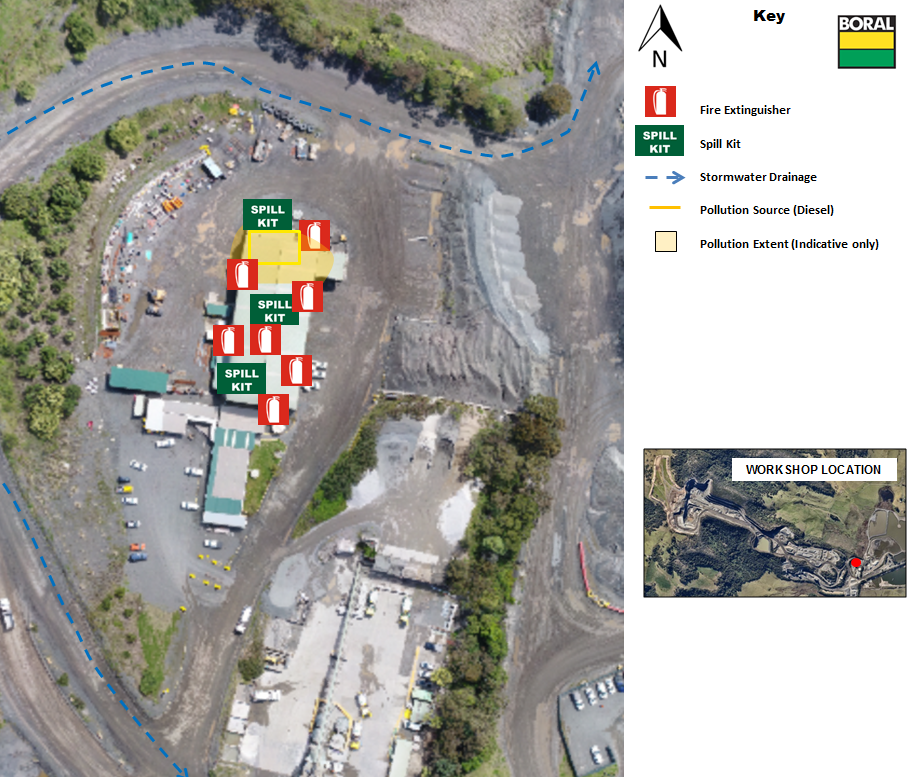 Key
BORAL
N
Fire Extinguisher
SPILL
KIT
Spill Kit
Stormwater Drainage
Pollution Source (Diesel)
Pollution Extent (Indicative only)
SPILL
KIT
SPILL
KIT
SPILL
KIT
WORKSHOP LOCATION